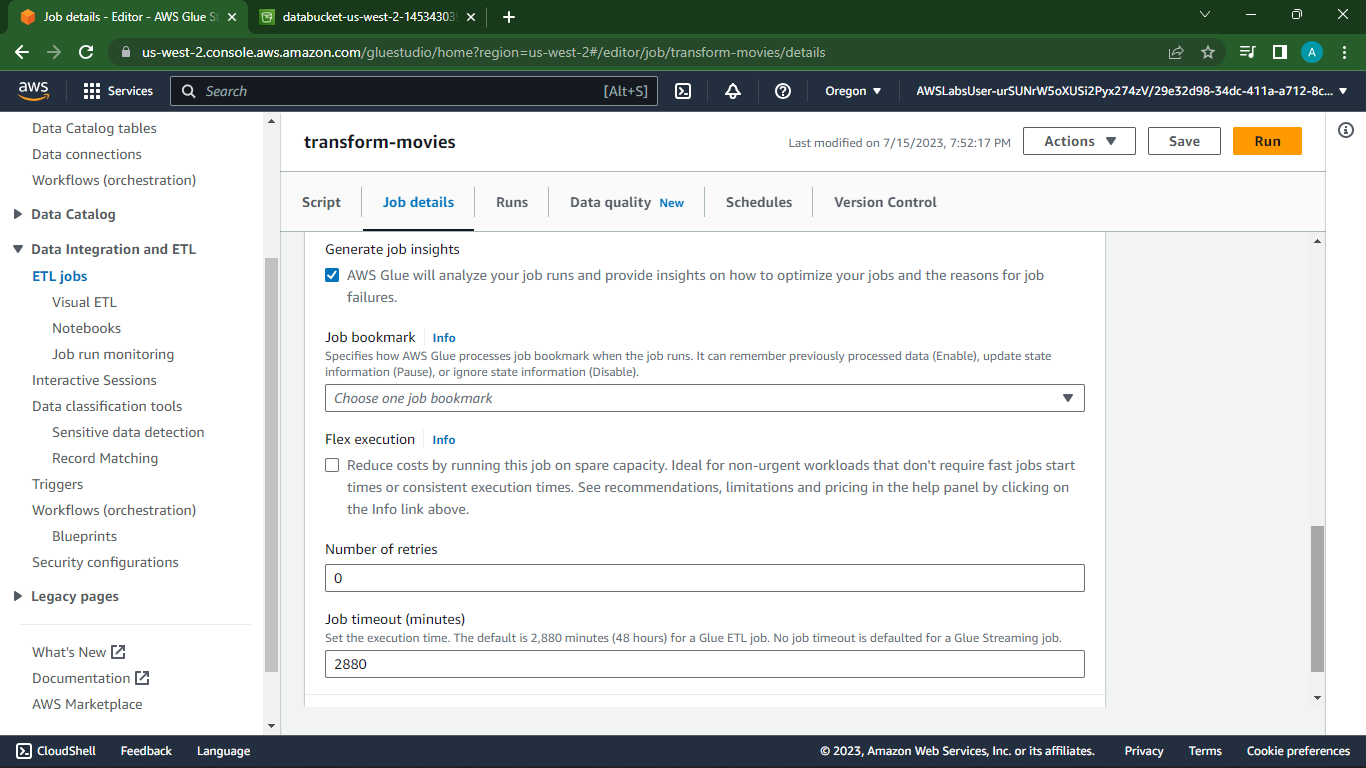 Job details - Editor - AWS Glue S
databucket-us-west-2-145343039
us-west-2.console.aws.amazon.com/gluestudio/home?region=us-west-2#/editor/job/transform-movies/details
A
aws
Services
Search
[Alt+S]
Oregon
AWSLabsUser-urSUNrW5oXUSi2Pyx274zV/29e32d98-34dc-411a-a712-8c...
Data Catalog tables
Data connections
Workflows (orchestration)
Data Catalog
Data Integration and ETL
ETL jobs
Visual ETL
Notebooks
Job run monitoring
Interactive Sessions
Data classification tools
Sensitive data detection
Record Matching
Triggers
Workflows (orchestration)
Blueprints
Security configurations
Legacy pages
What's New
Documentation
AWS Marketplace
transform-movies
Last modified on 7/15/2023, 7:52:17 PM
Actions
Save
Run
Script
Job details
Runs
Data quality New
Schedules
Version Control
Generate job insights
AWS Glue will analyze your job runs and provide insights on how to optimize your jobs and the reasons for job
failures.
Job bookmark Info
Specifies how AWS Glue processes job bookmark when the job runs. It can remember previously processed data (Enable), update state
information (Pause), or ignore state information (Disable).
Choose one job bookmark
Flex execution Info
Reduce costs by running this job on spare capacity. Ideal for non-urgent workloads that don't require fast jobs start
times or consistent execution times. See recommendations, limitations and pricing in the help panel by clicking on
the Info link above.
Number of retries
0
Job timeout (minutes)
Set the execution time. The default is 2,880 minutes (48 hours) for a Glue ETL job. No job timeout is defaulted for a Glue Streaming job.
2880
CloudShell
Feedback
Language
© 2023, Amazon Web Services, Inc. or its affiliates.
Privacy
Terms
Cookie preferences